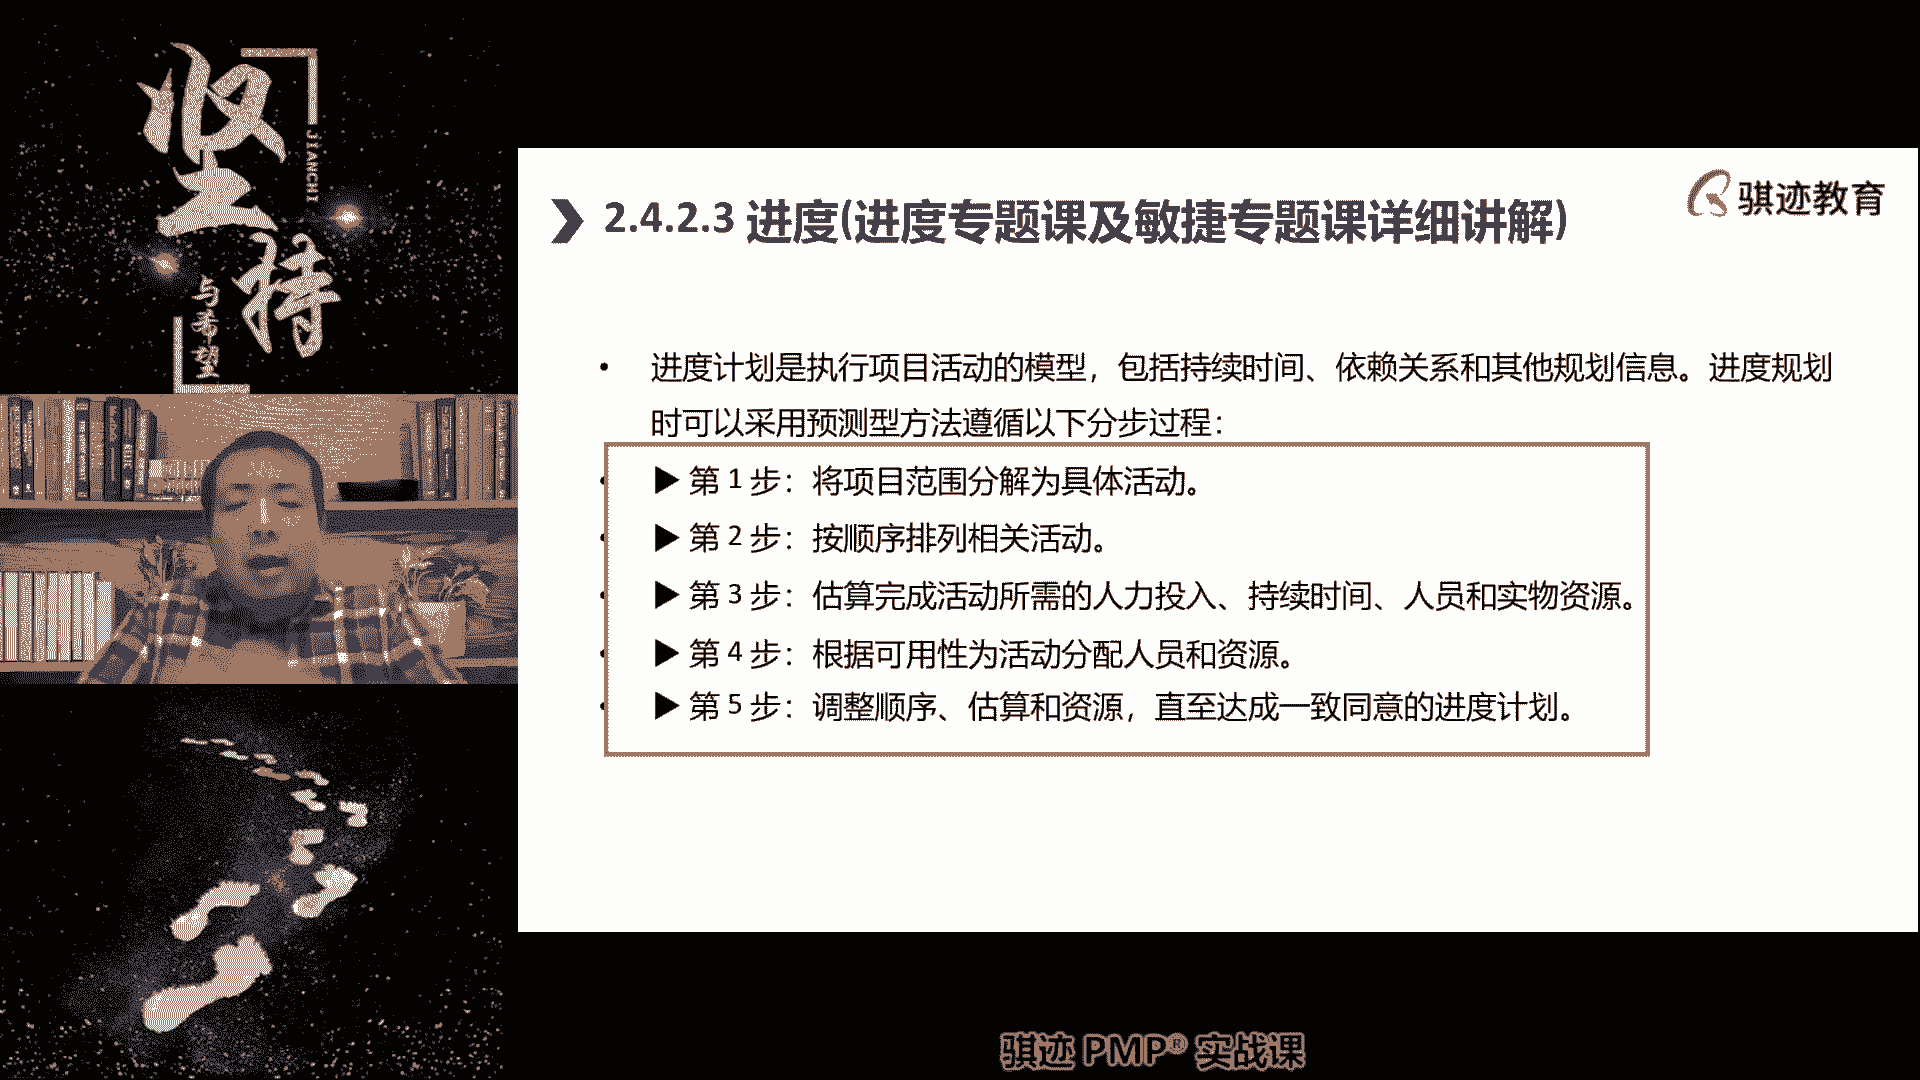 坚持
JIANCHI
与希望
骐迹教育
2.4.2.3 进度(进度专题课及敏捷专题课详细讲解)
• 进度计划是执行项目活动的模型，包括持续时间、依赖关系和其他规划信息。进度规划
时可以采用预测型方法遵循以下分步过程：
▶ 第 1 步：将项目范围分解为具体活动。
▶ 第 2 步：按顺序排列相关活动。
▶ 第 3 步：估算完成活动所需的人力投入、持续时间、人员和实物资源。
▶ 第 4 步：根据可用性为活动分配人员和资源。
▶ 第 5 步：调整顺序、估算和资源，直至达成一致同意的进度计划。
骐迹 PMP® 实战课